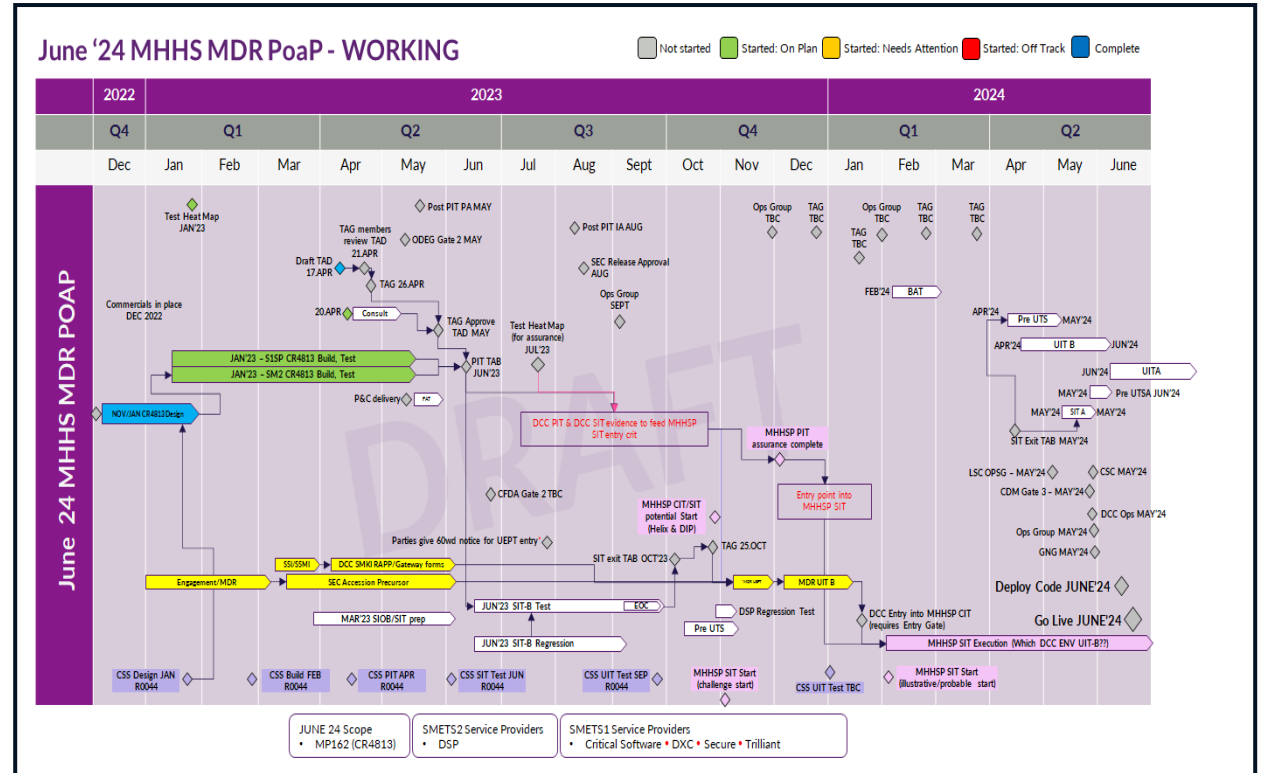 June ‘24 MHHS MDR PoaP - WORKING
Not started
Started: On Plan
Started: Needs Attention
Started: Off Track
Complete
2022
2023
2024
Q4
Q1
Q2
Q3
Q4
Q1
Q2
Dec
Jan
Feb
Mar
Apr
May
Jun
Jul
Aug
Sept
Oct
Nov
Dec
Jan
Feb
Mar
Apr
May
June
June 24 MHHS MDR POAP
DRAFT
Test Heat Map
JAN'23
Post PIT PA MAY
TAG members
review TAD
21.APR
ODEG Gate 2 MAY
Draft TAD
17.APR
TAG 26.APR
Post PIT IA AUG
SEC Release Approval
AUG
Ops Group
SEPT
Ops Group
TBC
TAG
TBC
TAG
TBC
Ops Group
TBC
TAG
TBC
TAG
TBC
Commercials in place
DEC 2022
20.APR
Consult
TAG Approve
TAD MAY
Test Heat Map
(for assurance)
JUL'23
FEB'24
BAT
APR'24
Pre UTS
MAY'24
APR'24
UIT B
JUN'24
JAN'23 – S1SP CR4813 Build, Test
JAN'23 – SM2 CR4813 Build, Test
PIT TAB
JUN'23
JUN'24
UITA
P&C delivery
FAT
MAY'24
Pre UTSA JUN'24
NOV/JAN CR4813Design
MAY'24
SIT A
MAY'24
DCC PIT & DCC SIT evidence to feed MHHSP
SIT entry crit
MHHSP PIT
assurance complete
SIT Exit TAB MAY'24
LSC OPSG – MAY'24
CSC MAY'24
CFDA Gate 2 TBC
Entry point into
MHHSP SIT
CDM Gate 3 – MAY'24
MHHSP CIT/SIT
potential Start
(Helix & DIP)
DCC Ops MAY'24
Ops Group MAY'24
Parties give 60wd notice for UEPT entry'
TAG 25.OCT
GNG MAY'24
SIT exit TAB OCT'23
SSI/SSMI
DCC SMKI RAPP/Gateway forms
Engagement/MDR
SEC Accession Precursor
MDR UIT B
Deploy Code JUNE'24
JUN'23 SIT-B Test
EOC
DSP Regression Test
DCC Entry into MHHSP CIT
(requires Entry Gate)
MAR'23 SIOB/SIT prep
Go Live JUNE'24
Pre UTS
JUN'23 SIT-B Regression
MHHSP SIT Execution (Which DCC ENV UIT-B??)
CSS Design JAN
R0044
CSS Build FEB
R0044
CSS PIT APR
R0044
CSS SIT Test JUN
R0044
CSS UIT Test SEP
R0044
MHHSP SIT Start
(challenge start)
CSS UIT Test TBC
MHHSP SIT Start
(illustrative/probable start)
JUNE 24 Scope
• MP162 (CR4813)
SMETS2 Service Providers
• DSP
SMETS1 Service Providers
• Critical Software • DXC • Secure • Trilliant